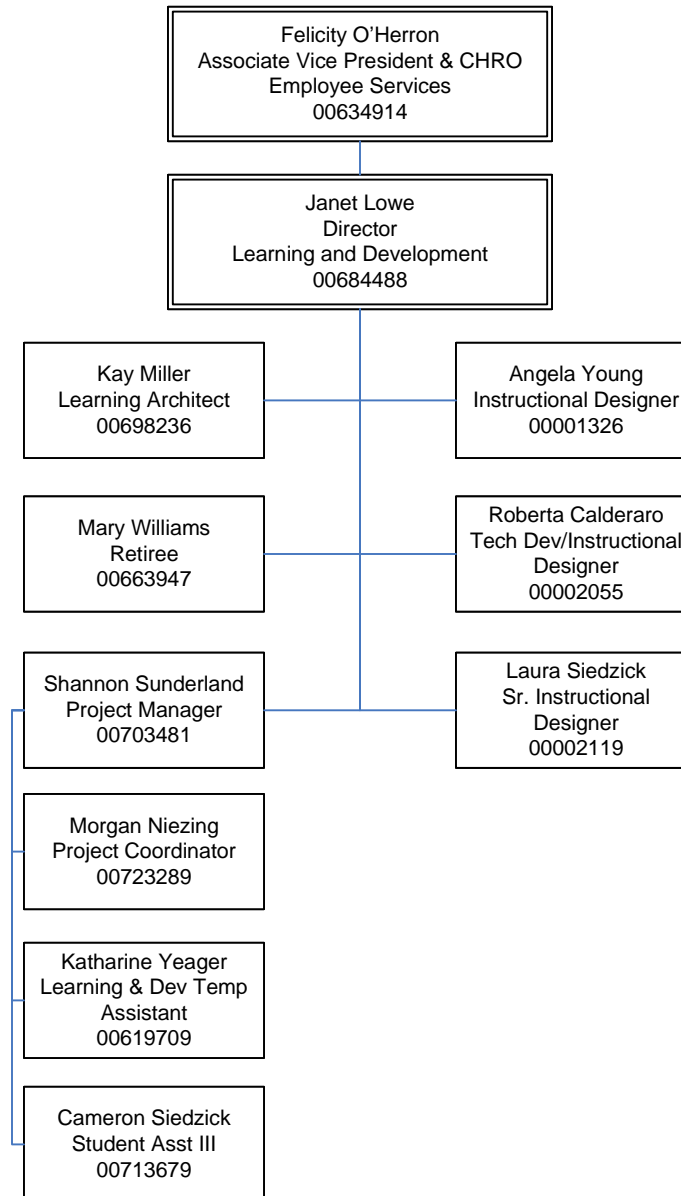 Felicity O'Herron
Associate Vice President & CHRO
Employee Services
00634914
Janet Lowe
Director
Learning and Development
00684488
Kay Miller
Learning Architect
00698236
Angela Young
Instructional Designer
00001326
Mary Williams
Retiree
00663947
Roberta Calderaro
Tech Dev/Instructional
Designer
00002055
Shannon Sunderland
Project Manager
00703481
Laura Siedzick
Sr. Instructional
Designer
00002119
Morgan Niezing
Project Coordinator
00723289
Katharine Yeager
Learning & Dev Temp
Assistant
00619709
Cameron Siedzick
Student Asst III
00713679